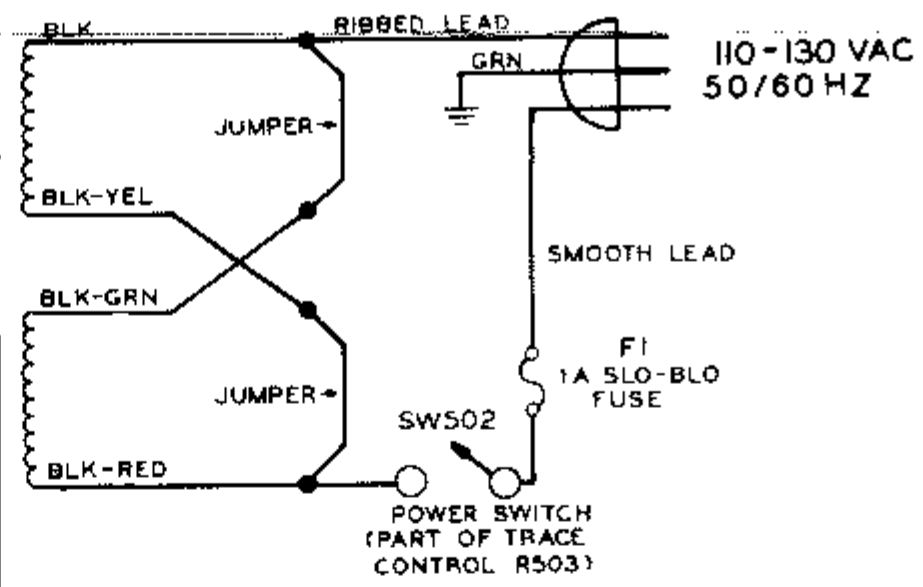 BLK
RIBBED LEAD
GRN
110-130 VAC
50/60 HZ
JUMPER
BLK-YEL
SMOOTH LEAD
BLK-GRN
F1
1A SLO-BLO
FUSE
JUMPER
SW502
BLK-RED
POWER SWITCH
(PART OF TRACE
CONTROL R503)